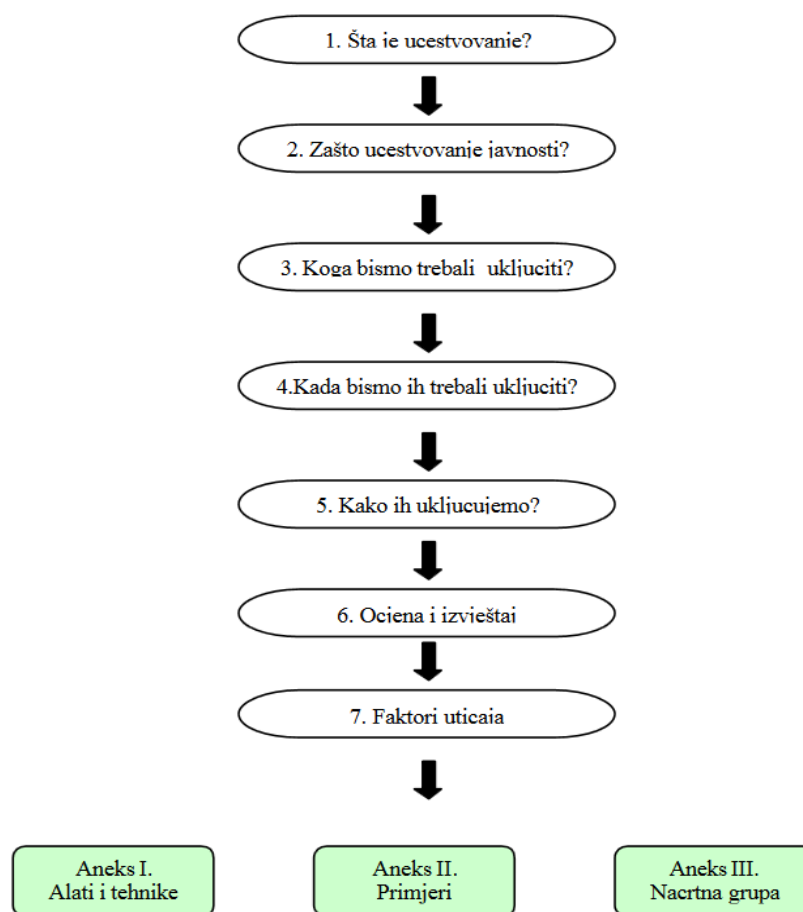 1. Šta je ucestvovanje?
2. Zašto ucestvovanje javnosti?
3. Koga bismo trebali ukljuciti?
4.Kada bismo ih trebali ukljuciti?
5. Kako ih ukljucujemo?
6. Ocjena i izvještaj
7. Faktori uticaja
Aneks I.
Alati i tehnike
Aneks II.
Primjeri
Aneks III.
Nacrtna grupa